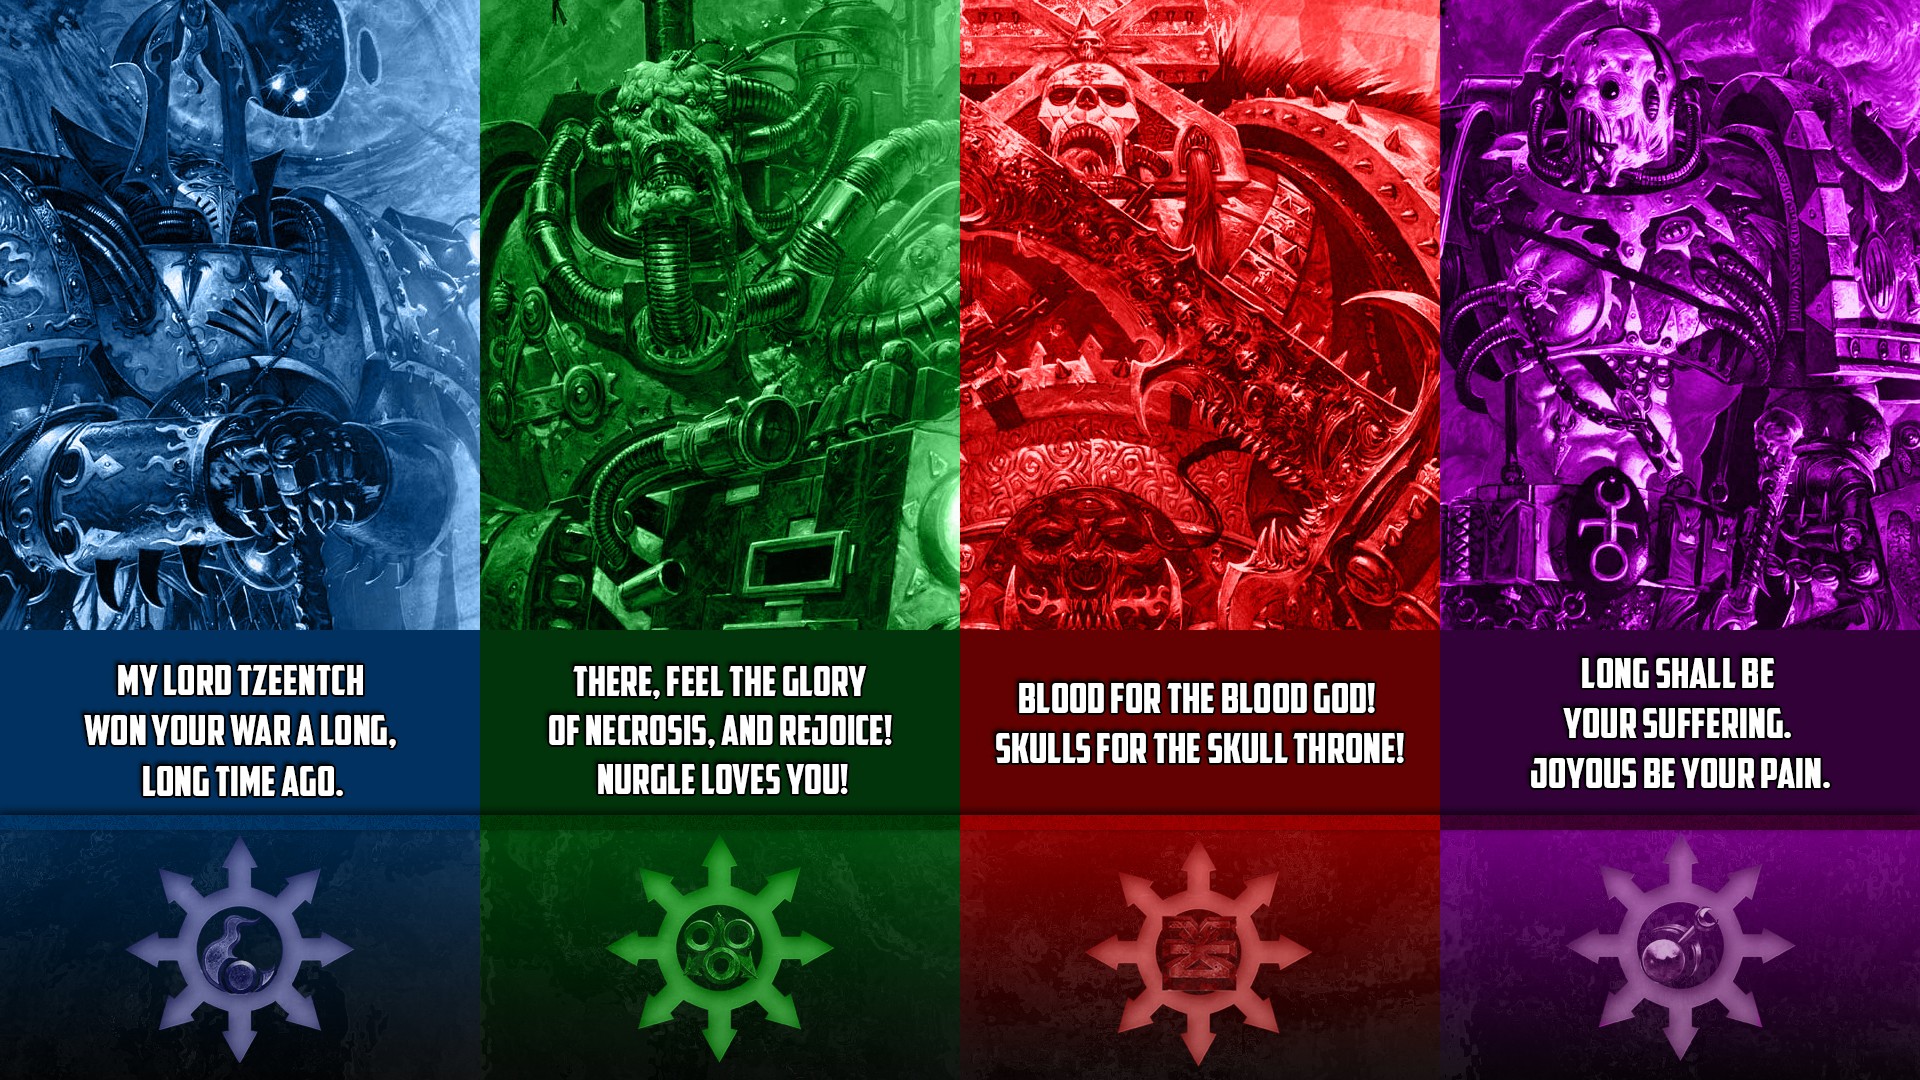 MY LORD TZEENTCH
WON YOUR WAR A LONG,
LONG TIME AGO.
THERE, FEEL THE GLORY
OF NECROSIS, AND REJOICE!
NURGLE LOVES YOU!
BLOOD FOR THE BLOOD GOD!
SKULLS FOR THE SKULL THRONE!
LONG SHALL BE
YOUR SUFFERING.
JOYOUS BE YOUR PAIN.